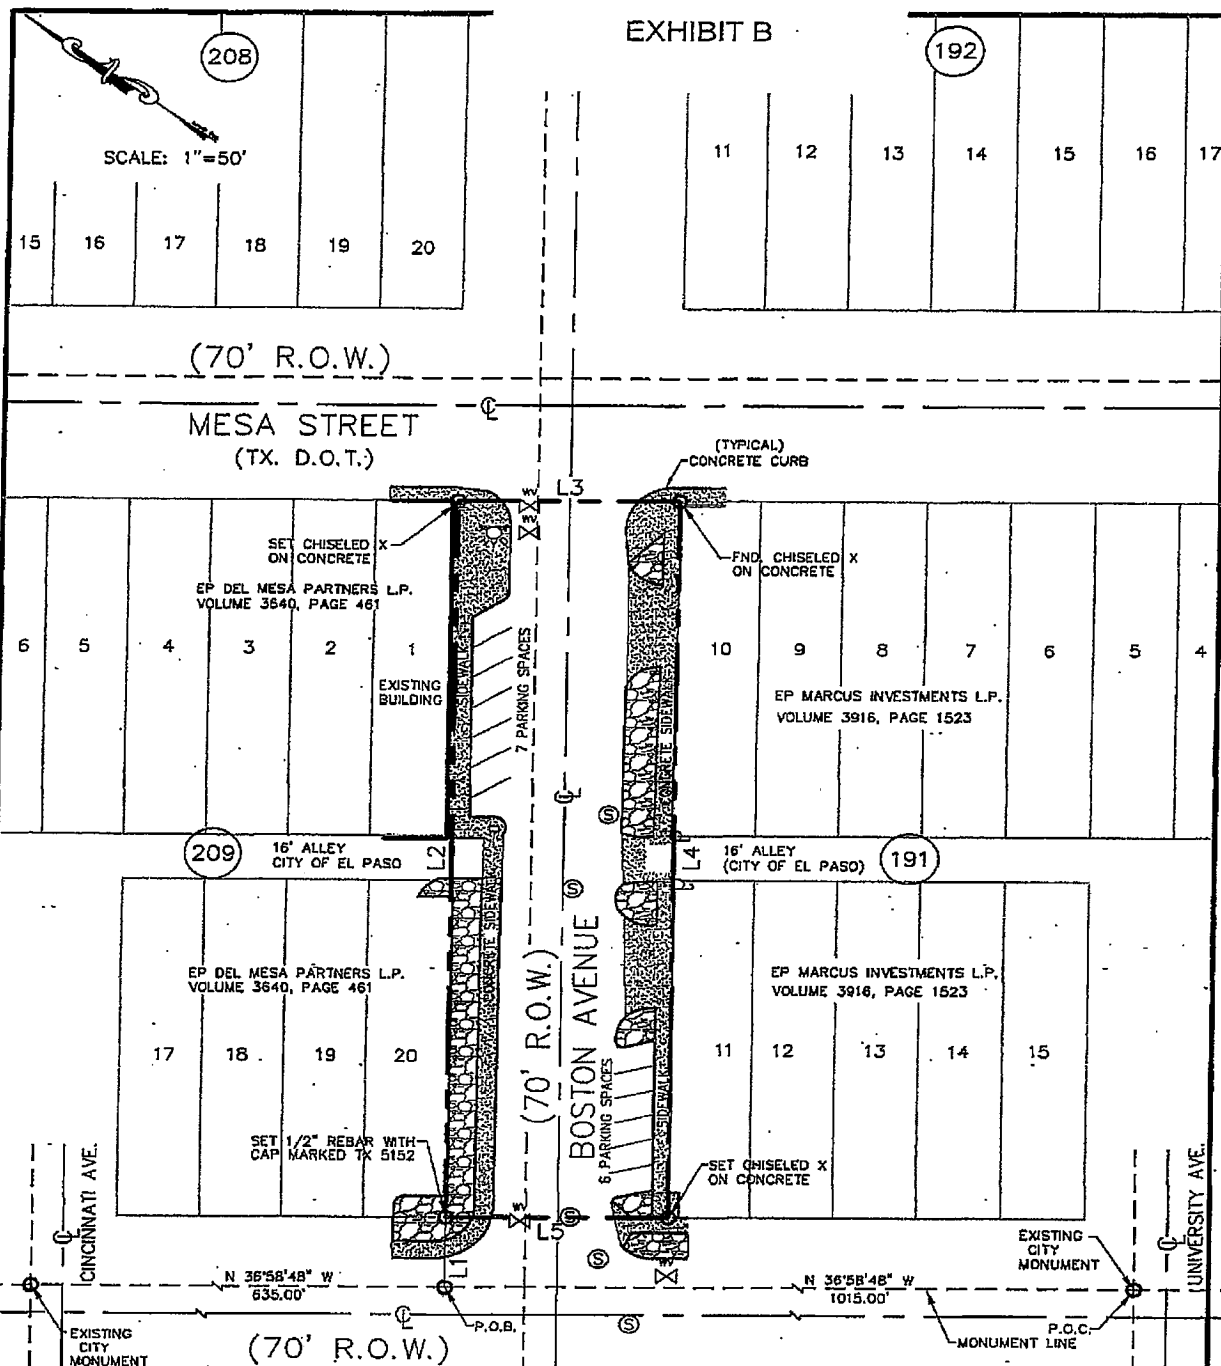 EXHIBIT B
208
192
SCALE: 1"=50'
15 16 17 18 19 20
11 12 13 14 15 16 17
(70' R.O.W.)
MESA STREET
(TX. D.O.T.)
(TYPICAL)
CONCRETE CURB
L3
WV
WV
SET CHISELED X
ON CONCRETE
FND. CHISELED X
ON CONCRETE
EP DEL MESA PARTNERS L.P.
VOLUME 3640, PAGE 461
6 5 4 3 2 1
10 9 8 7 6 5 4
EXISTING
BUILDING
SIDEWALK
7 PARKING SPACES
CONCRETE SIDEWALK
EP MARCUS INVESTMENTS L.P.
VOLUME 3916, PAGE 1523
S
209
16' ALLEY
CITY OF EL PASO
L2
L4
16' ALLEY
(CITY OF EL PASO)
191
S
CONCRETE SIDEWALK
EP DEL MESA PARTNERS L.P.
VOLUME 3640, PAGE 461
(70' R.O.W.)
BOSTON AVENUE
EP MARCUS INVESTMENTS L.P.
VOLUME 3916, PAGE 1523
17 18 19 20
11 12 13 14 15
6 PARKING SPACES
SIDEWALK
SET 1/2" REBAR WITH
CAP MARKED TX 5152
SET CHISELED X
ON CONCRETE
CINCINNATI AVE.
UNIVERSITY AVE.
WV
S
L5
S
WV
L1
EXISTING
CITY
MONUMENT
N 36°58'48" W
635.00'
N 36°58'48" W
1015.00'
P.O.B.
S
P.O.C.
MONUMENT LINE
EXISTING
CITY
MONUMENT
(70' R.O.W.)